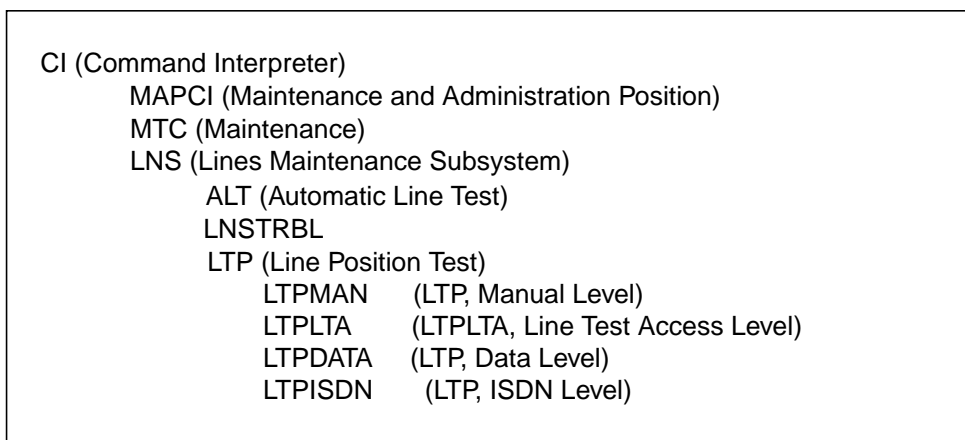 CI (Command Interpreter)
MAPCI (Maintenance and Administration Position)
MTC (Maintenance)
LNS (Lines Maintenance Subsystem)
ALT (Automatic Line Test)
LNSTRBL
LTP (Line Position Test)
LTPMAN (LTP, Manual Level)
LTPLTA (LTPLTA, Line Test Access Level)
LTPDATA (LTP, Data Level)
LTPISDN (LTP, ISDN Level)